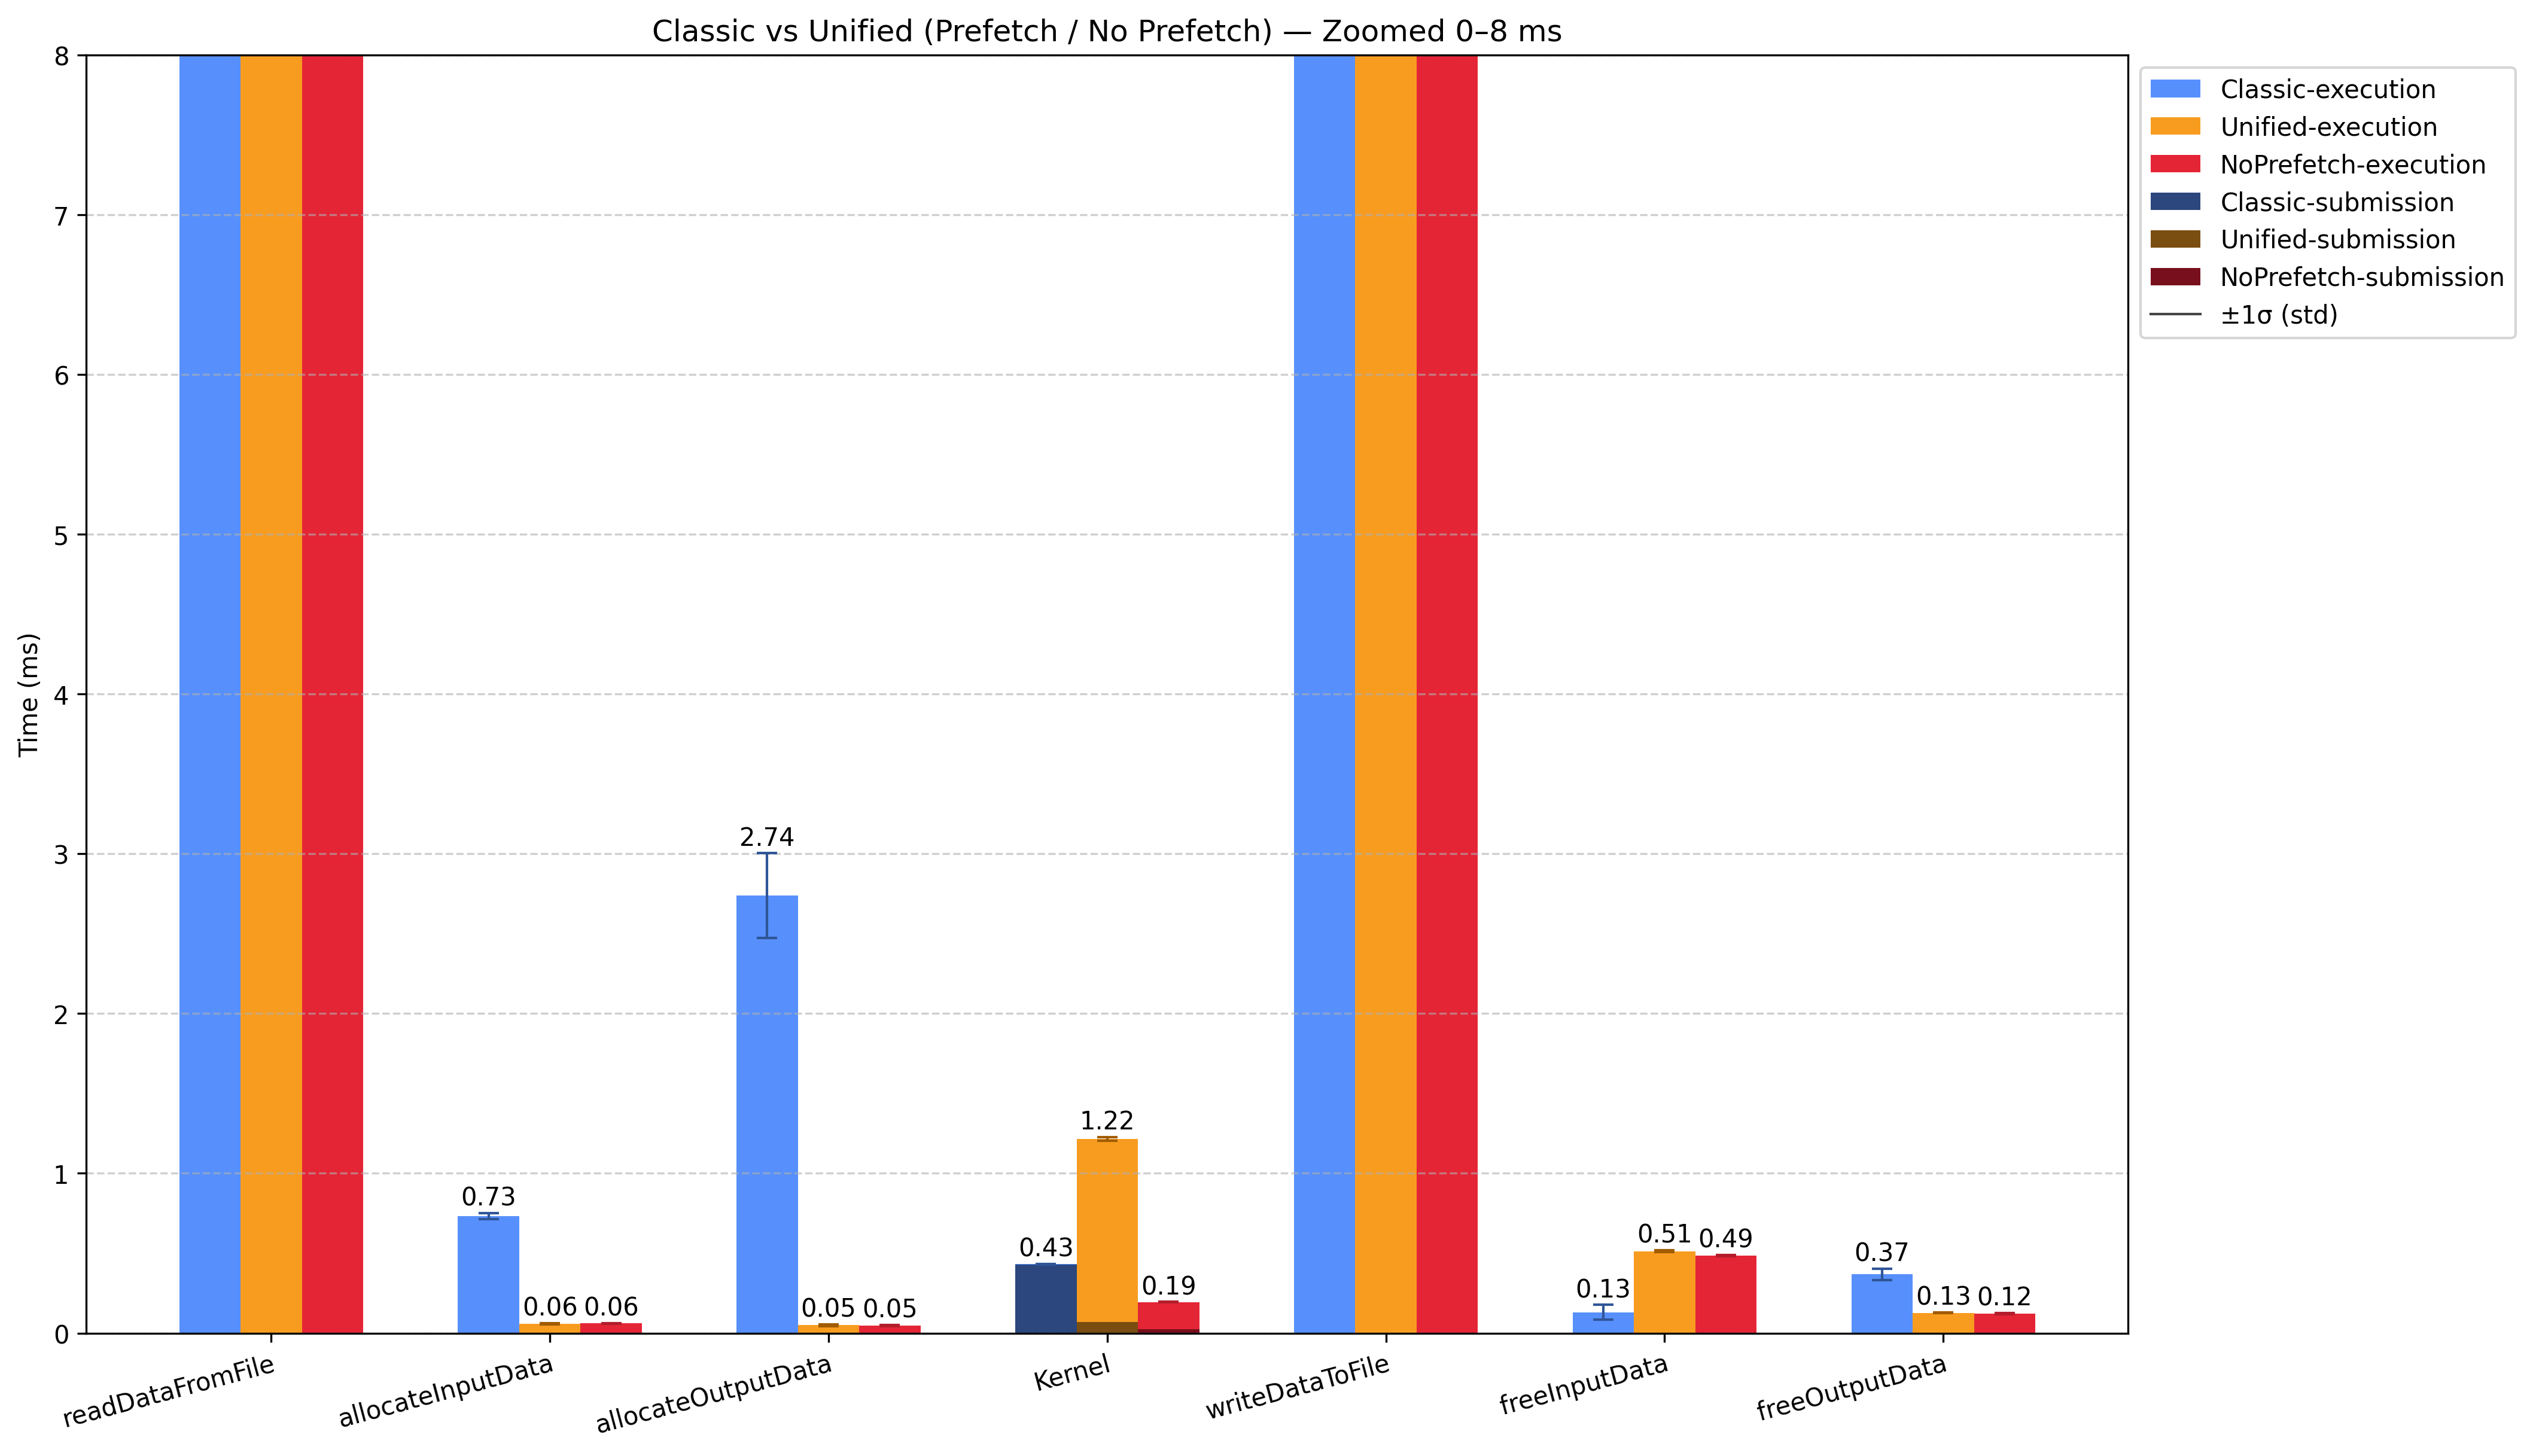 Classic vs Unified (Prefetch / No Prefetch) — Zoomed 0–8 ms
Time (ms)
8
7
6
5
4
3
2
1
0
0.73
0.06
0.06
2.74
0.05
0.05
0.43
1.22
0.19
0.13
0.51
0.49
0.37
0.13
0.12
readDataFromFile
allocateInputData
allocateOutputData
Kernel
writeDataToFile
freeInputData
freeOutputData
Classic-execution
Unified-execution
NoPrefetch-execution
Classic-submission
Unified-submission
NoPrefetch-submission
±1σ (std)